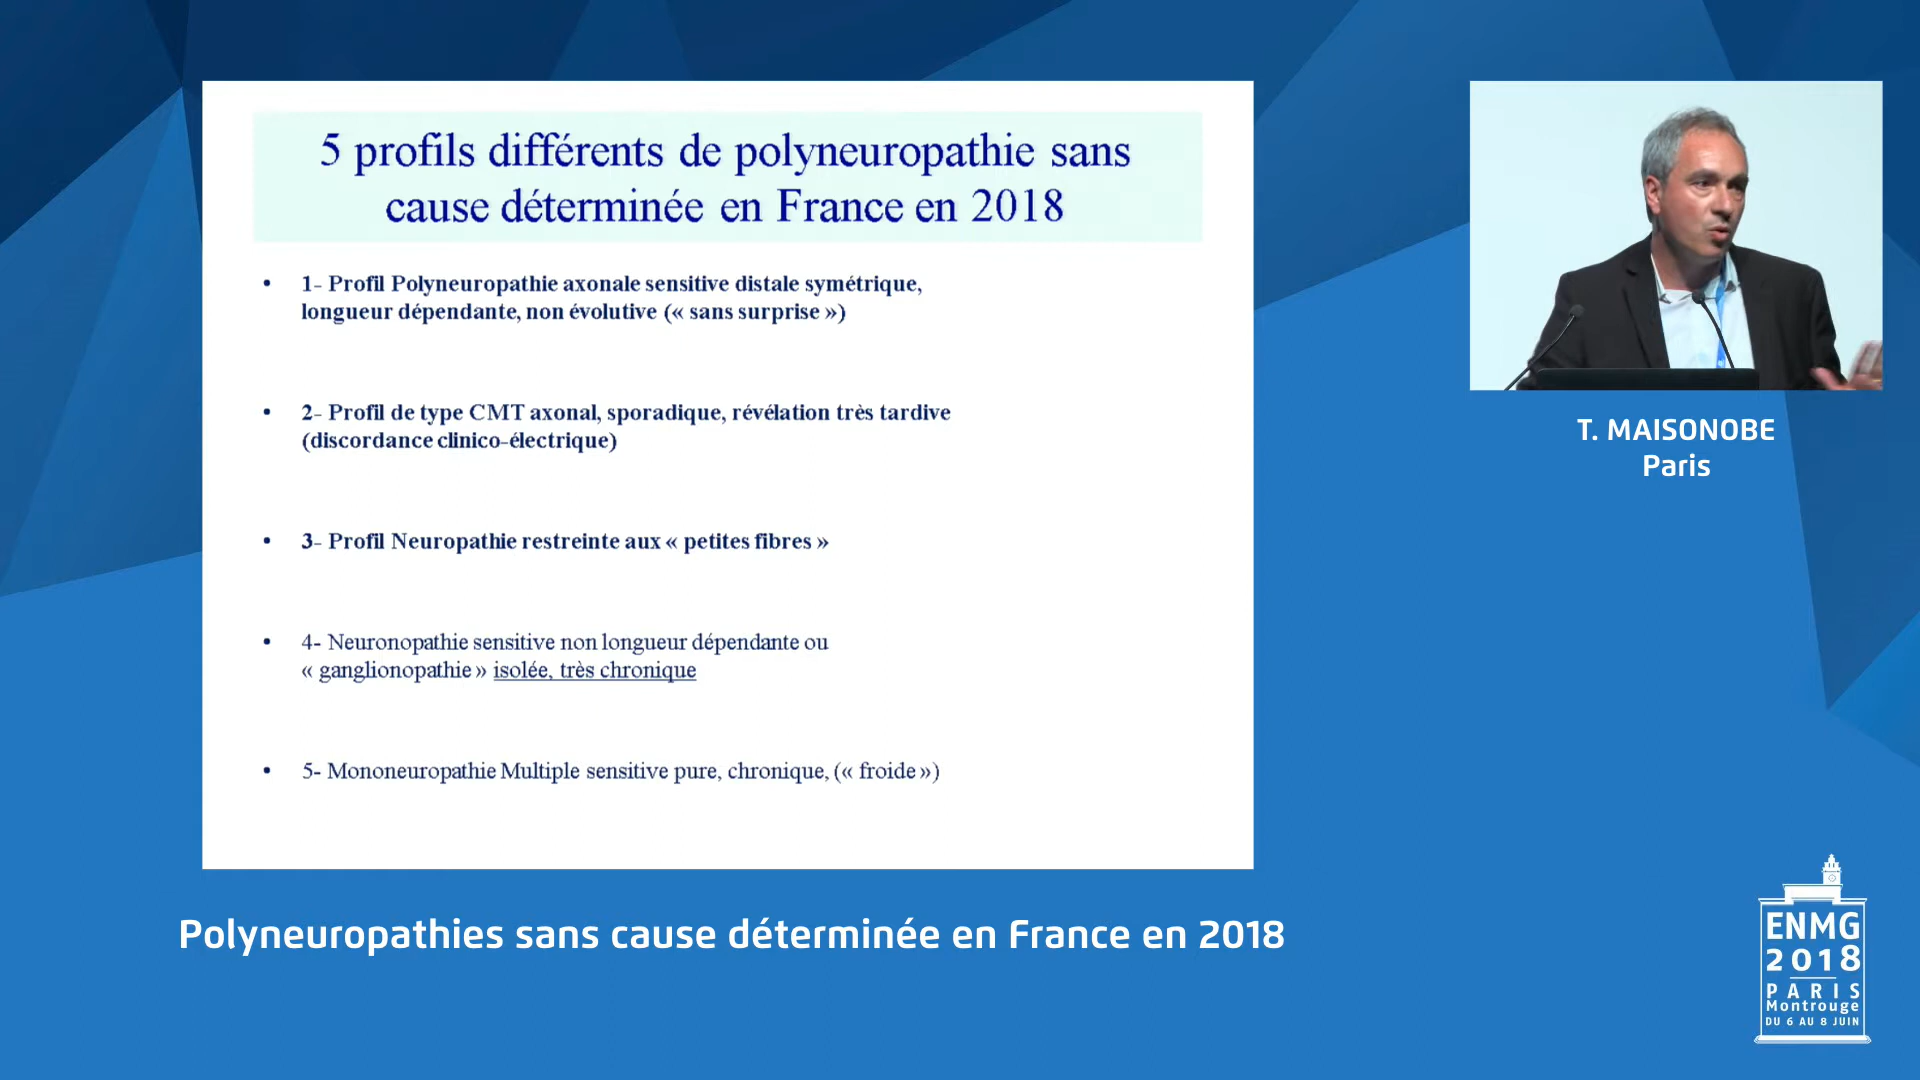 5 profils différents de polyneuropathie sans
cause déterminée en France en 2018
• 1- Profil Polyneuropathie axonale sensitive distale symétrique,
longueur dépendante, non évolutive (« sans surprise »)
• 2- Profil de type CMT axonal, sporadique, révélation très tardive
(discordance clinico-électrique)
• 3- Profil Neuropathie restreinte aux « petites fibres »
• 4- Neuronopathie sensitive non longueur dépendante ou
« ganglionopathie » isolée, très chronique
• 5- Mononeuropathie Multiple sensitive pure, chronique, (« froide »)
T. MAISONOBE
Paris
Polyneuropathies sans cause déterminée en France en 2018
ENMG
2018
PARIS
Montrouge
DU 6 AU 8 JUIN